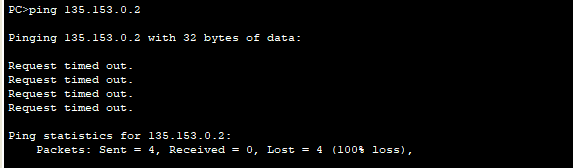 PC>ping 135.153.0.2
Pinging 135.153.0.2 with 32 bytes of data:
Request timed out.
Request timed out.
Request timed out.
Request timed out.
Ping statistics for 135.153.0.2:
Packets: Sent = 4, Received = 0, Lost = 4 (100% loss),